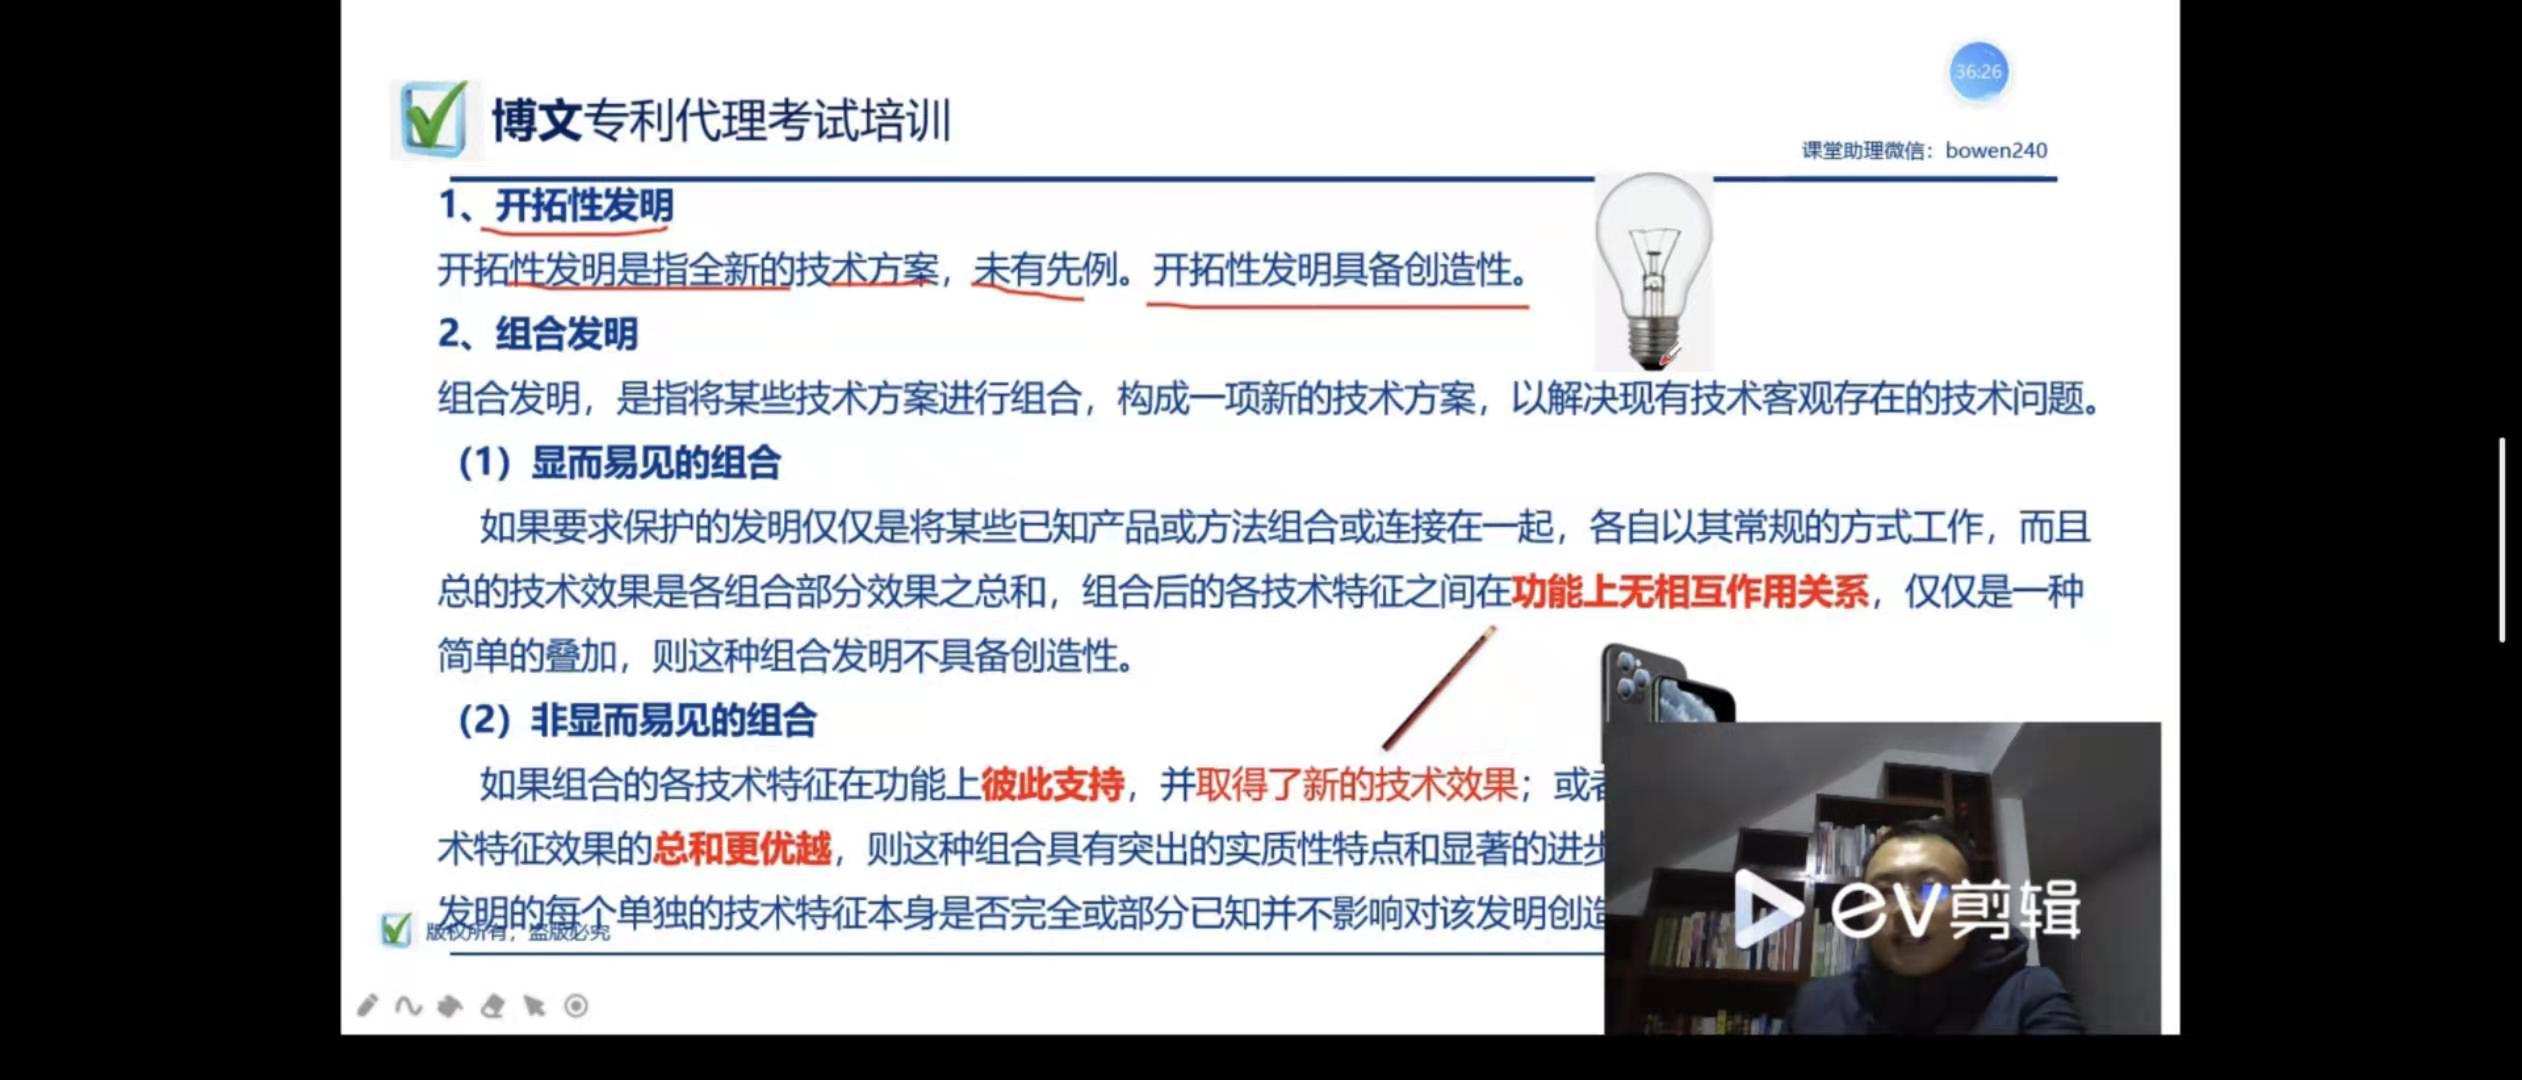 36:26
博文专利代理考试培训
课堂助理微信：bowen240
1、开拓性发明
开拓性发明是指全新的技术方案，未有先例。开拓性发明具备创造性。
2、组合发明
组合发明，是指将某些技术方案进行组合，构成一项新的技术方案，以解决现有技术客观存在的技术问题。
（1）显而易见的组合
如果要求保护的发明仅仅是将某些已知产品或方法组合或连接在一起，各自以其常规的方式工作，而且
总的技术效果是各组合部分效果之总和，组合后的各技术特征之间在功能上无相互作用关系，仅仅是一种
简单的叠加，则这种组合发明不具备创造性。
（2）非显而易见的组合
如果组合的各技术特征在功能上彼此支持，并取得了新的技术效果；或
术特征效果的总和更优越，则这种组合具有突出的实质性特点和显著的进步
发明的每个单独的技术特征本身是否完全或部分已知并不影响对该发明创造
版权所有，盗版必究
ev剪辑